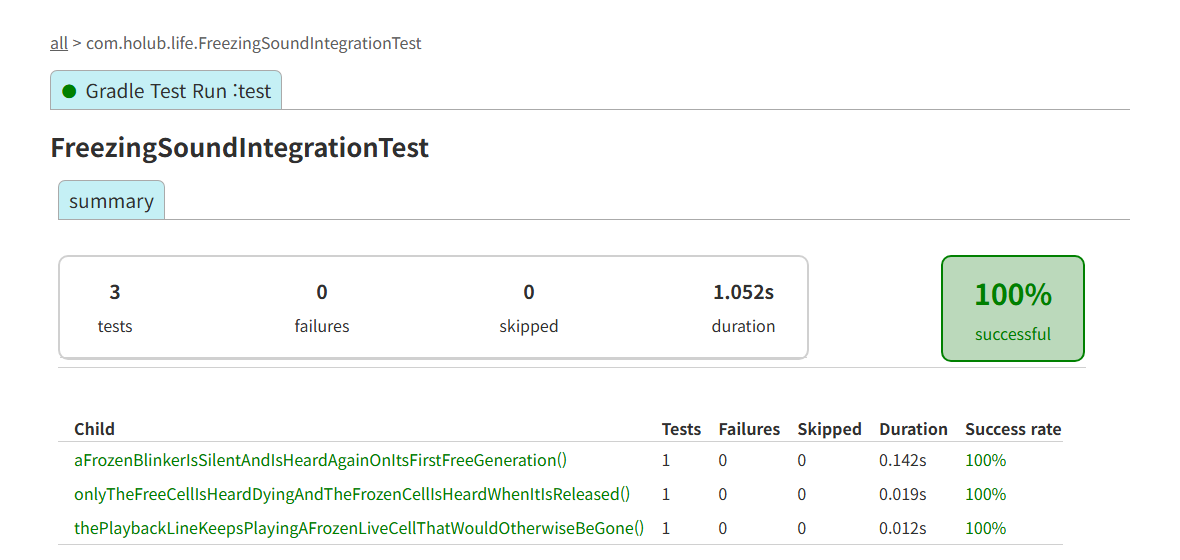 all > com.holub.life.FreezingSoundIntegrationTest
Gradle Test Run :test
FreezingSoundIntegrationTest
summary
3 0 0 1.052s 100%
tests failures skipped duration successful
Child Tests Failures Skipped Duration Success rate
aFrozenBlinkerIsSilentAndIsHeardAgainOnItsFirstFreeGeneration() 1 0 0 0.142s 100%
onlyTheFreeCellIsHeardDyingAndTheFrozenCellIsHeardWhenItIsReleased() 1 0 0 0.019s 100%
thePlaybackLineKeepsPlayingAFrozenLiveCellThatWouldOtherwiseBeGone() 1 0 0 0.012s 100%